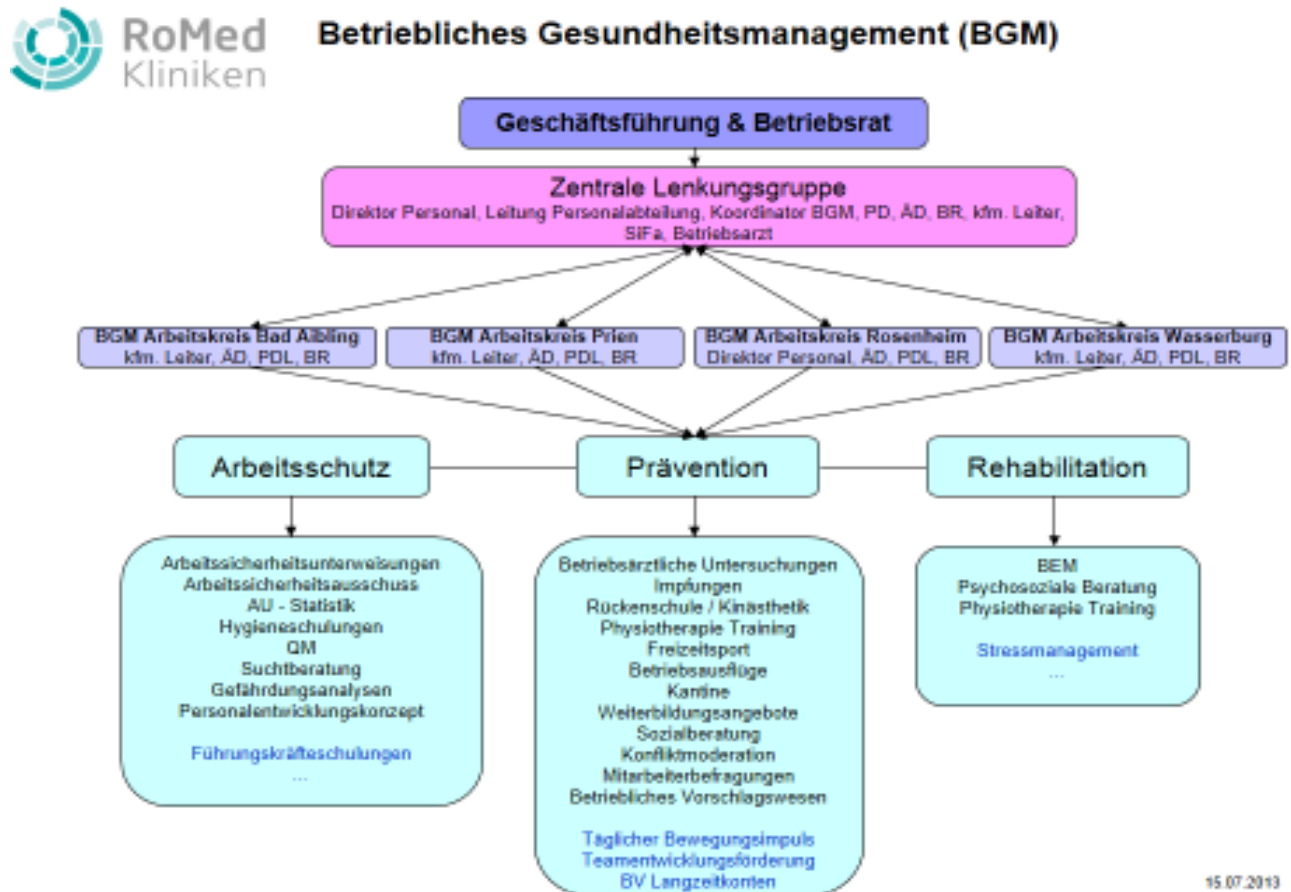 RoMed
Kliniken
Betriebliches Gesundheitsmanagement (BGM)
Geschäftsführung & Betriebsrat
Zentrale Lenkungsgruppe
Direktor Personal, Leitung Personalabteilung, Koordinator BGM, PD, ÄD, BR, kfm. Leiter,
SiFa, Betriebsarzt
BGM Arbeitskreis Bad Aibling
kfm. Leiter, ÄD, PDL, BR
BGM Arbeitskreis Prien
kfm. Leiter, ÄD, PDL, BR
BGM Arbeitskreis Rosenheim
Direktor Personal, ÄD, PDL, BR
BGM Arbeitskreis Wasserburg
kfm. Leiter, ÄD, PDL, BR
Arbeitsschutz
Prävention
Rehabilitation
Arbeitssicherheitsunterweisungen
Arbeitssicherheitsausschuss
AU - Statistik
Hygieneschulungen
QM
Suchtberatung
Gefährdungsanalysen
Personalentwicklungskonzept
Führungskräfteschulungen
...
Betriebsärztliche Untersuchungen
Impfungen
Rückenschule / Kinästhetik
Physiotherapie Training
Freizeitsport
Betriebsausflüge
Kantine
Weiterbildungsangebote
Sozialberatung
Konfliktmoderation
Mitarbeiterbefragungen
Betriebliches Vorschlagswesen
Täglicher Bewegungsimpuls
Teamentwicklungsförderung
BV Langzeitkonten
BEM
Psychosoziale Beratung
Physiotherapie Training
Stressmanagement
...
15.07.2013